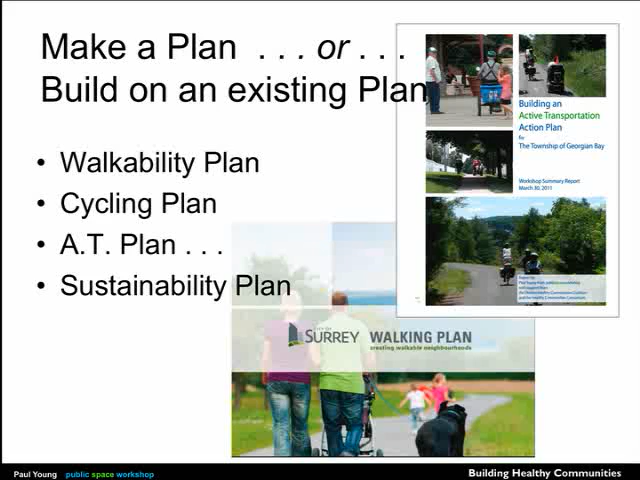 Make a Plan . . . or . . .
Build on an existing Plan
• Walkability Plan
• Cycling Plan
• A.T. Plan . . .
• Sustainability Plan
Building an
Active Transportation
Action Plan
for
The Township of Georgian Bay
Workshop Summary Report
March 30, 2011
CITY OF
SURREY WALKING PLAN
creating walkable neighbourhoods
Paul Young public space workshop
Building Healthy Communities